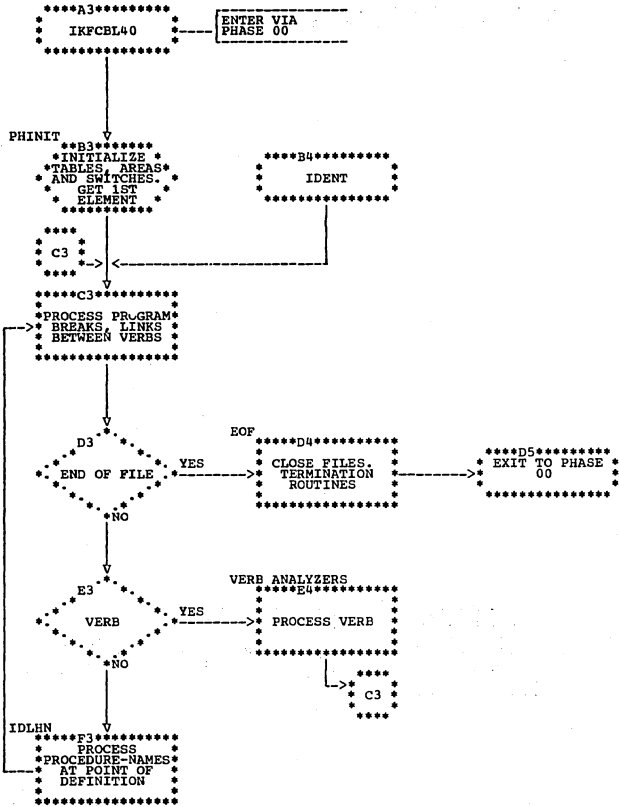 A3
IKFCBL40
ENTER VIA
PHASE 00
PHINIT
B3
INITIALIZE
TABLES, AREAS
AND SWITCHES.
GET 1ST
ELEMENT
B4
IDENT
C3
C3
PROCESS PROGRAM
BREAKS, LINKS
BETWEEN VERBS
D3
END OF FILE
YES
NO
EOF
D4
CLOSE FILES.
TERMINATION
ROUTINES
D5
EXIT TO PHASE
00
E3
VERB
YES
NO
VERB ANALYZERS
E4
PROCESS VERB
C3
IDLHN
F3
PROCESS
PROCEDURE-NAMES
AT POINT OF
DEFINITION